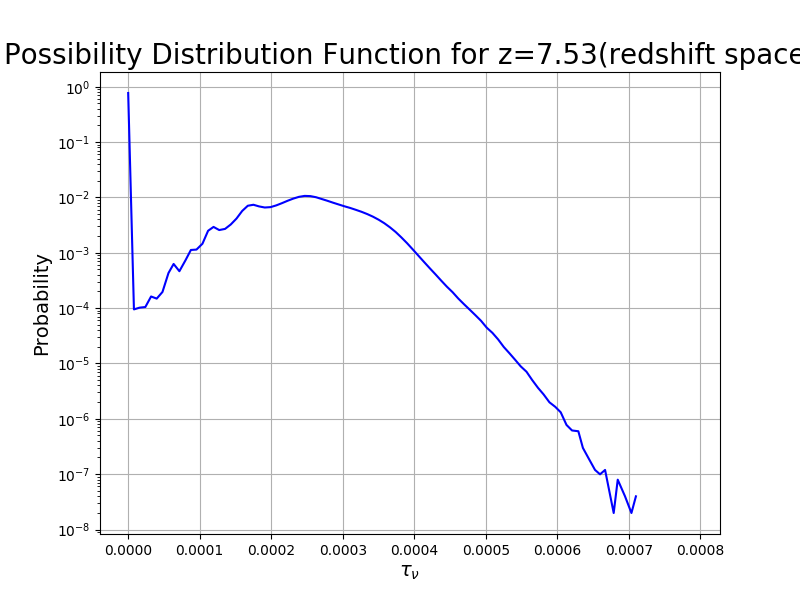 Possibility Distribution Function for z=7.53(redshift space
10⁰
10⁻¹
10⁻²
10⁻³
10⁻⁴
10⁻⁵
10⁻⁶
10⁻⁷
10⁻⁸
Probability
0.0000 0.0001 0.0002 0.0003 0.0004 0.0005 0.0006 0.0007 0.0008
τᵥ